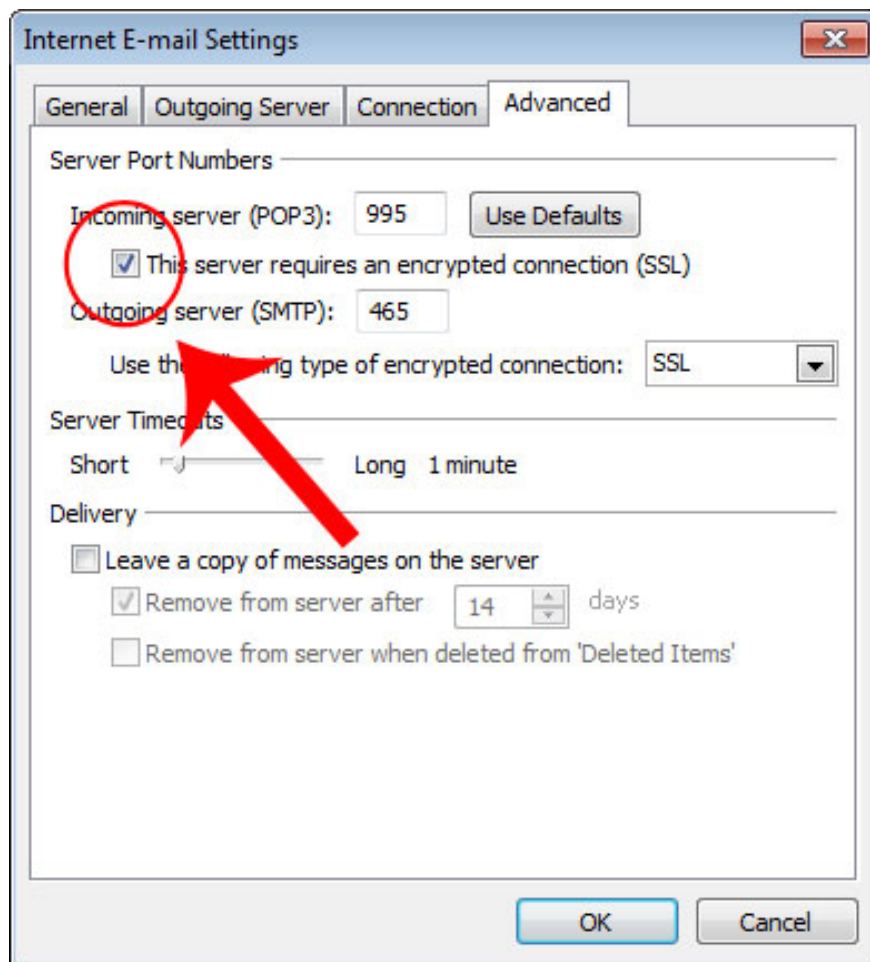 Internet E-mail Settings
General Outgoing Server Connection Advanced
Server Port Numbers
Incoming server (POP3): 995 Use Defaults
This server requires an encrypted connection (SSL)
Outgoing server (SMTP): 465
Use the following type of encrypted connection: SSL
Server Timeouts
Short Long 1 minute
Delivery
Leave a copy of messages on the server
Remove from server after 14 days
Remove from server when deleted from 'Deleted Items'
OK Cancel